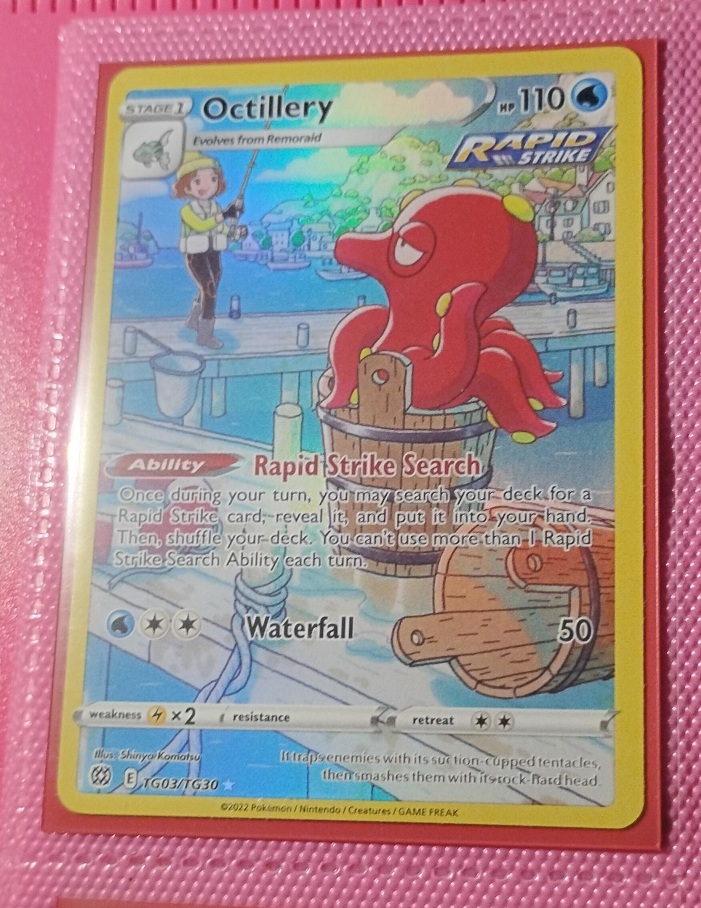 STAGE 1 Octillery HP 110
Evolves from Remoraid
RAPID
STRIKE
Ability Rapid Strike Search
Once during your turn, you may search your deck for a
Rapid Strike card, reveal it, and put it into your hand.
Then, shuffle your deck. You can't use more than 1 Rapid
Strike Search Ability each turn.
Waterfall 50
weakness ×2 resistance retreat
Illus. Shinya Komatsu
It traps enemies with its suction-cupped tentacles,
then smashes them with its rock-hard head.
E TG03/TG30
©2022 Pokémon / Nintendo / Creatures / GAME FREAK